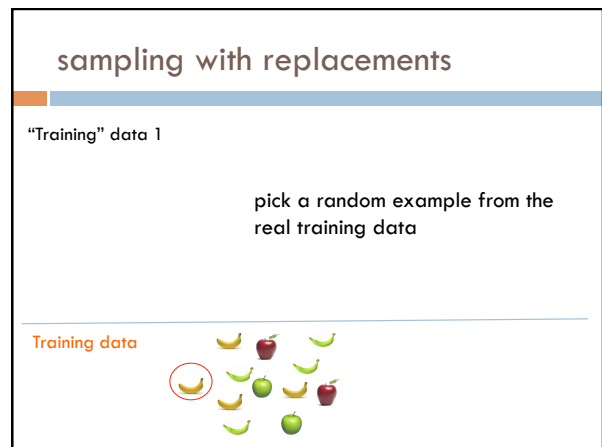 sampling with replacements
“Training” data 1
pick a random example from the
real training data
Training data